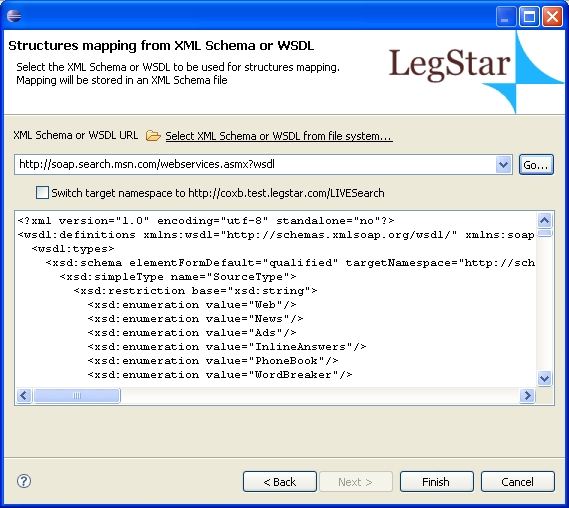 Structures mapping from XML Schema or WSDL
Select the XML Schema or WSDL to be used for structures mapping.
Mapping will be stored in an XML Schema file
LegStar
XML Schema or WSDL URL Select XML Schema or WSDL from file system...
http://soap.search.msn.com/webservices.asmx?wsdl Go...
Switch target namespace to http://coxb.test.legstar.com/LIVESearch
<?xml version="1.0" encoding="utf-8" standalone="no"?>
<wsdl:definitions xmlns:wsdl="http://schemas.xmlsoap.org/wsdl/" xmlns:soap
<wsdl:types>
<xsd:schema elementFormDefault="qualified" targetNamespace="http://sch
<xsd:simpleType name="SourceType">
<xsd:restriction base="xsd:string">
<xsd:enumeration value="Web"/>
<xsd:enumeration value="News"/>
<xsd:enumeration value="Ads"/>
<xsd:enumeration value="InlineAnswers"/>
<xsd:enumeration value="PhoneBook"/>
<xsd:enumeration value="WordBreaker"/>
? < Back Next > Finish Cancel